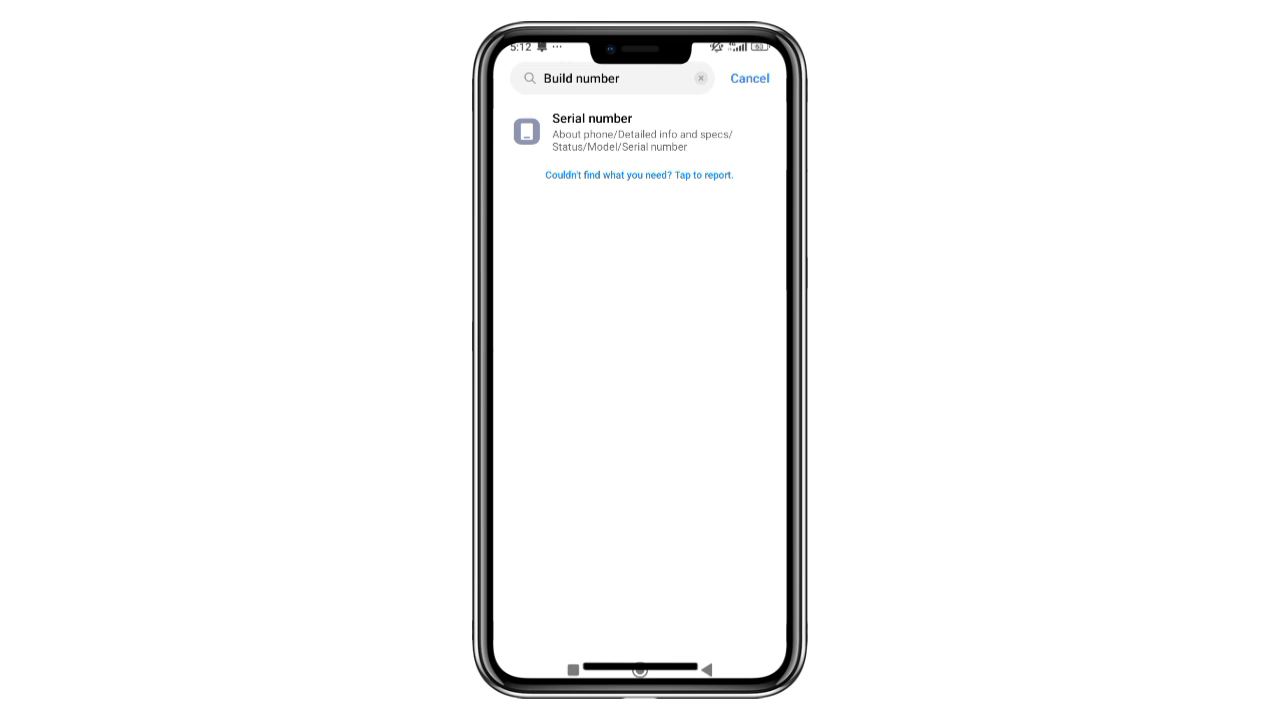 5:12 ...
Build number
Cancel
Serial number
About phone/Detailed info and specs/
Status/Model/Serial number
Couldn't find what you need? Tap to report.